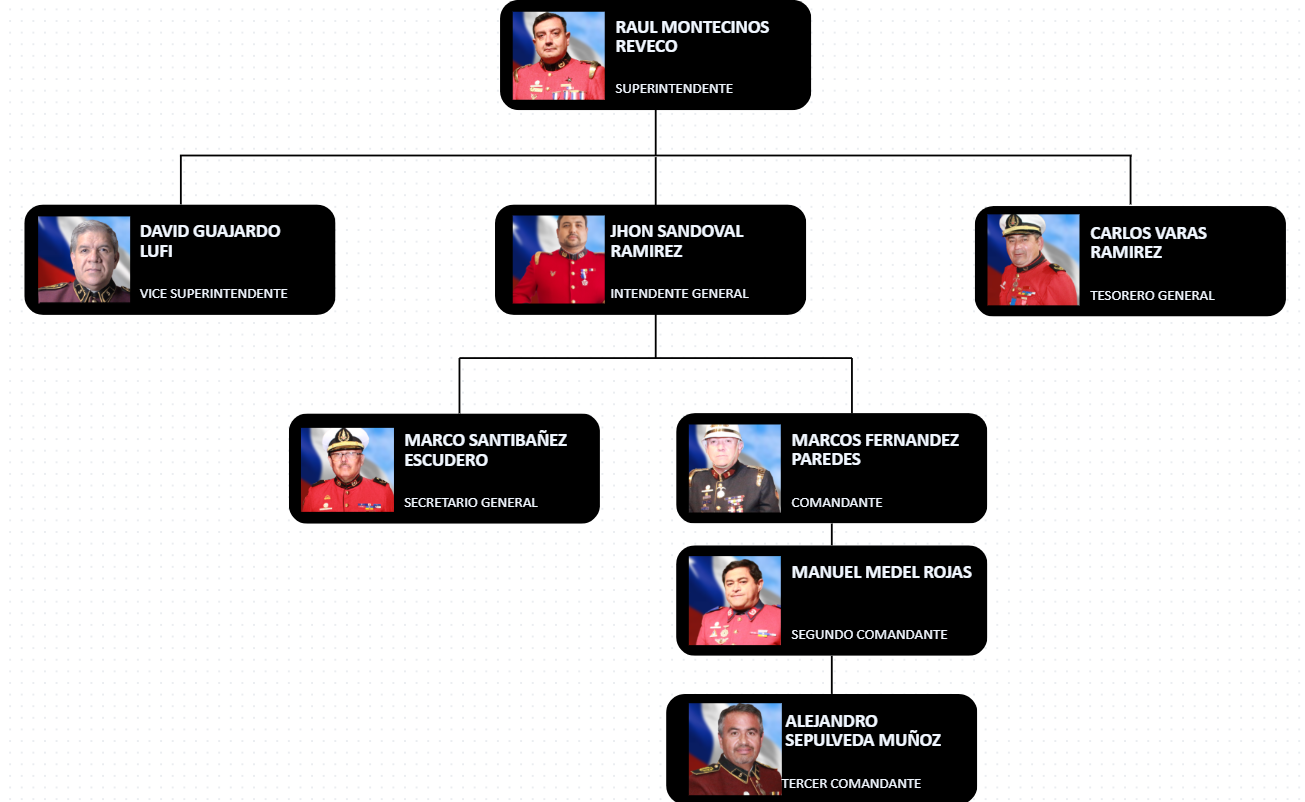 RAUL MONTECINOS
REVECO
SUPERINTENDENTE
DAVID GUAJARDO
LUFI
VICE SUPERINTENDENTE
JHON SANDOVAL
RAMIREZ
INTENDENTE GENERAL
CARLOS VARAS
RAMIREZ
TESORERO GENERAL
MARCO SANTIBAÑEZ
ESCUDERO
SECRETARIO GENERAL
MARCOS FERNANDEZ
PAREDES
COMANDANTE
MANUEL MEDEL ROJAS
SEGUNDO COMANDANTE
ALEJANDRO
SEPULVEDA MUÑOZ
TERCER COMANDANTE